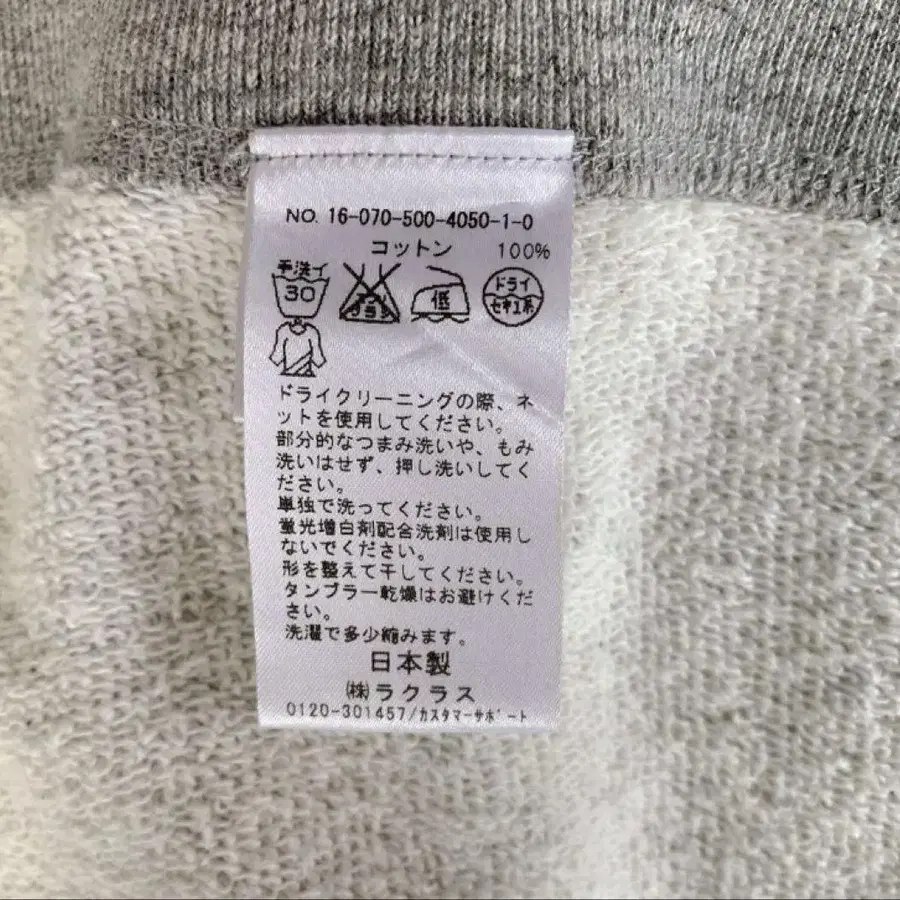 NO. 16-070-500-4050-1-0
コットン 100%
手洗イ
30
エンソ
サラシ
低
ドライ
セキユ系
ドライクリーニングの際、ネ
ットを使用してください。
部分的なつまみ洗いや、もみ
洗いはせず、押し洗いしてく
ださい。
単独で洗ってください。
蛍光増白剤配合洗剤は使用し
ないでください。
形を整えて干してください。
タンブラー乾燥はお避けくだ
さい。
洗濯で多少縮みます。
日本製
㈱ラクラス
0120-301457/カスタマーサポート